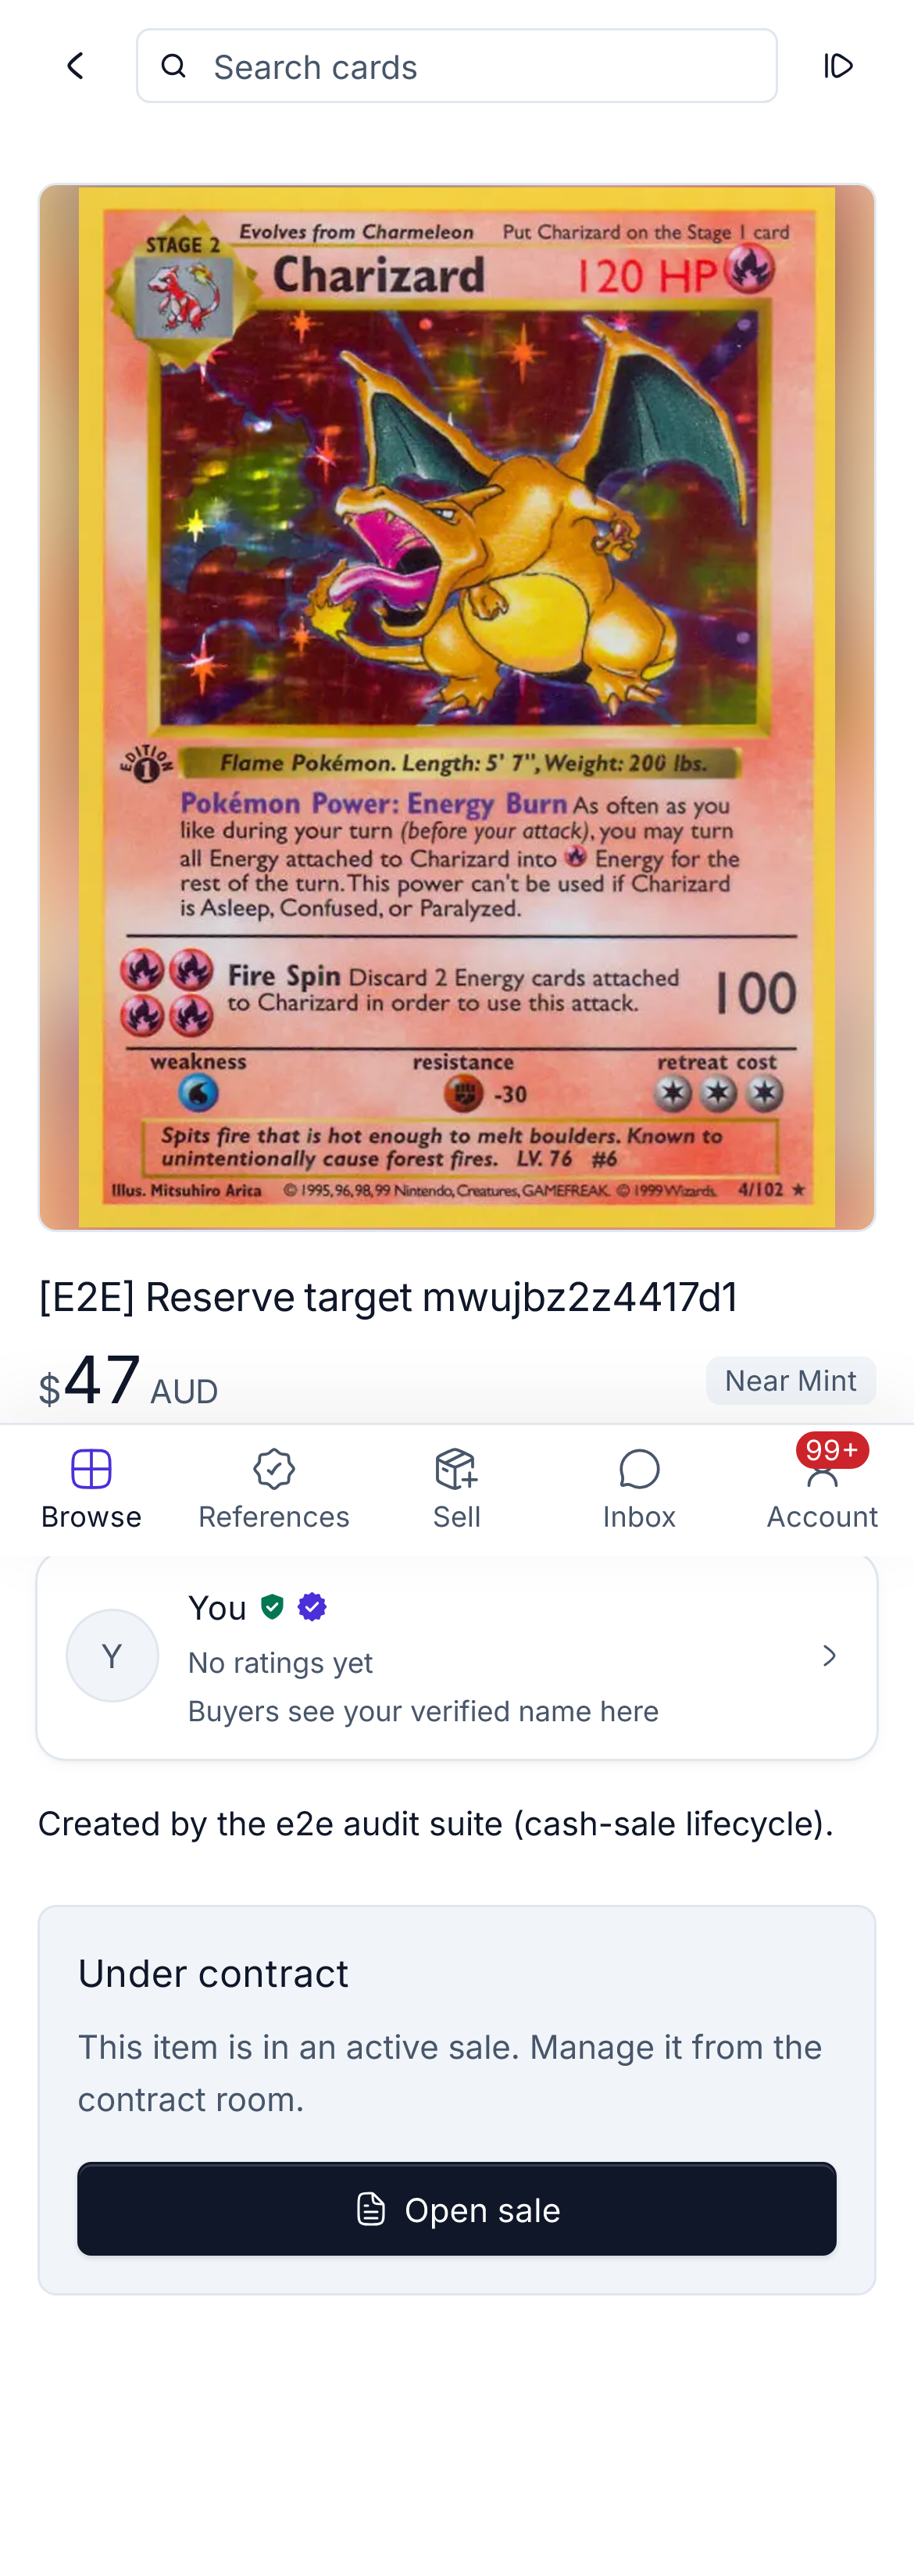 Search cards
Evolves from Charmeleon Put Charizard on the Stage 1 card
STAGE 2
Charizard 120 HP
EDITION
1
Flame Pokémon. Length: 5' 7", Weight: 200 lbs.
Pokémon Power: Energy Burn As often as you
like during your turn (before your attack), you may turn
all Energy attached to Charizard into Energy for the
rest of the turn. This power can't be used if Charizard
is Asleep, Confused, or Paralyzed.
Fire Spin Discard 2 Energy cards attached
to Charizard in order to use this attack. 100
weakness resistance retreat cost
-30
Spits fire that is hot enough to melt boulders. Known to
unintentionally cause forest fires. LV. 76 #6
Illus. Mitsuhiro Arita © 1995, 96, 98, 99 Nintendo, Creatures, GAMEFREAK. © 1999 Wizards. 4/102 ★
[E2E] Reserve target mwujbz2z4417d1
$47 AUD Near Mint
99+
Browse References Sell Inbox Account
You
Y
No ratings yet
Buyers see your verified name here
Created by the e2e audit suite (cash-sale lifecycle).
Under contract
This item is in an active sale. Manage it from the
contract room.
Open sale